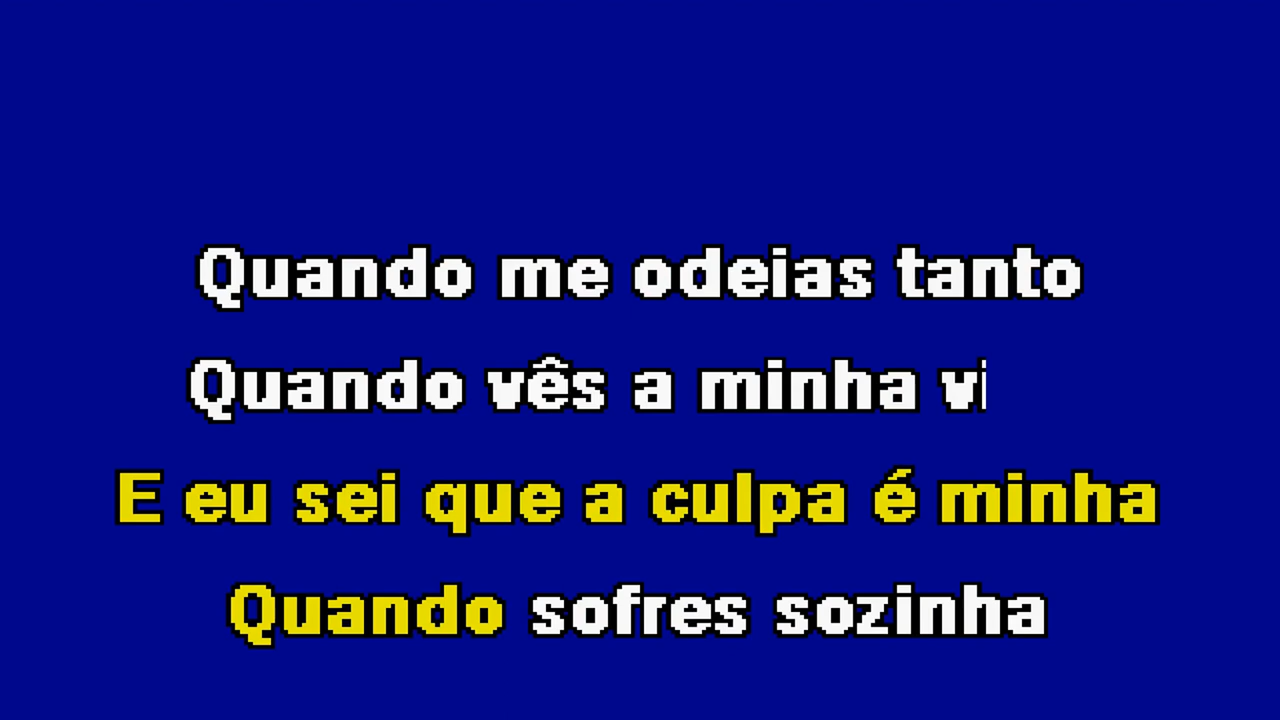 Quando me odeias tanto
Quando vês a minha vi
E eu sei que a culpa é minha
Quando sofres sozinha